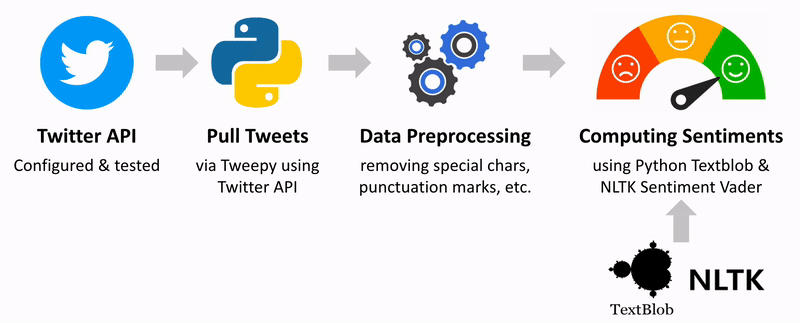 Twitter API
Configured & tested
Pull Tweets
via Tweepy using
Twitter API
Data Preprocessing
removing special chars,
punctuation marks, etc.
Computing Sentiments
using Python Textblob &
NLTK Sentiment Vader
TextBlob
NLTK